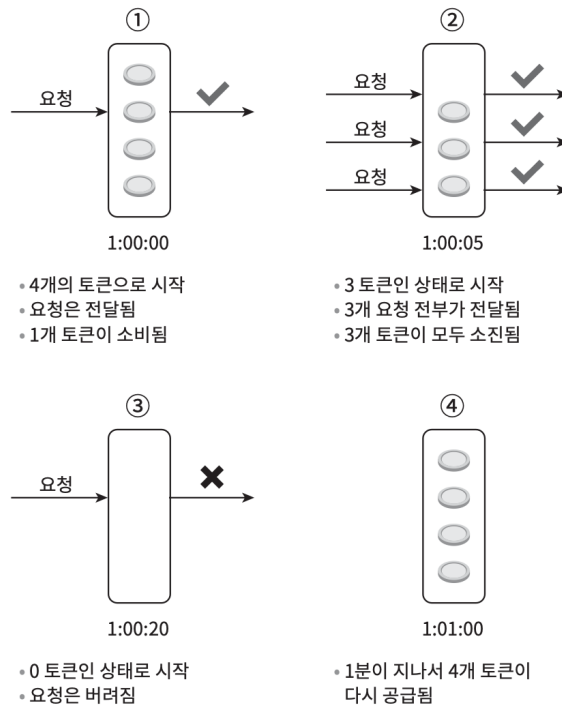 ①
요청
1:00:00
• 4개의 토큰으로 시작
• 요청은 전달됨
• 1개 토큰이 소비됨
②
요청
요청
요청
1:00:05
• 3 토큰인 상태로 시작
• 3개 요청 전부가 전달됨
• 3개 토큰이 모두 소진됨
③
요청
1:00:20
• 0 토큰인 상태로 시작
• 요청은 버려짐
④
1:01:00
• 1분이 지나서 4개 토큰이
다시 공급됨